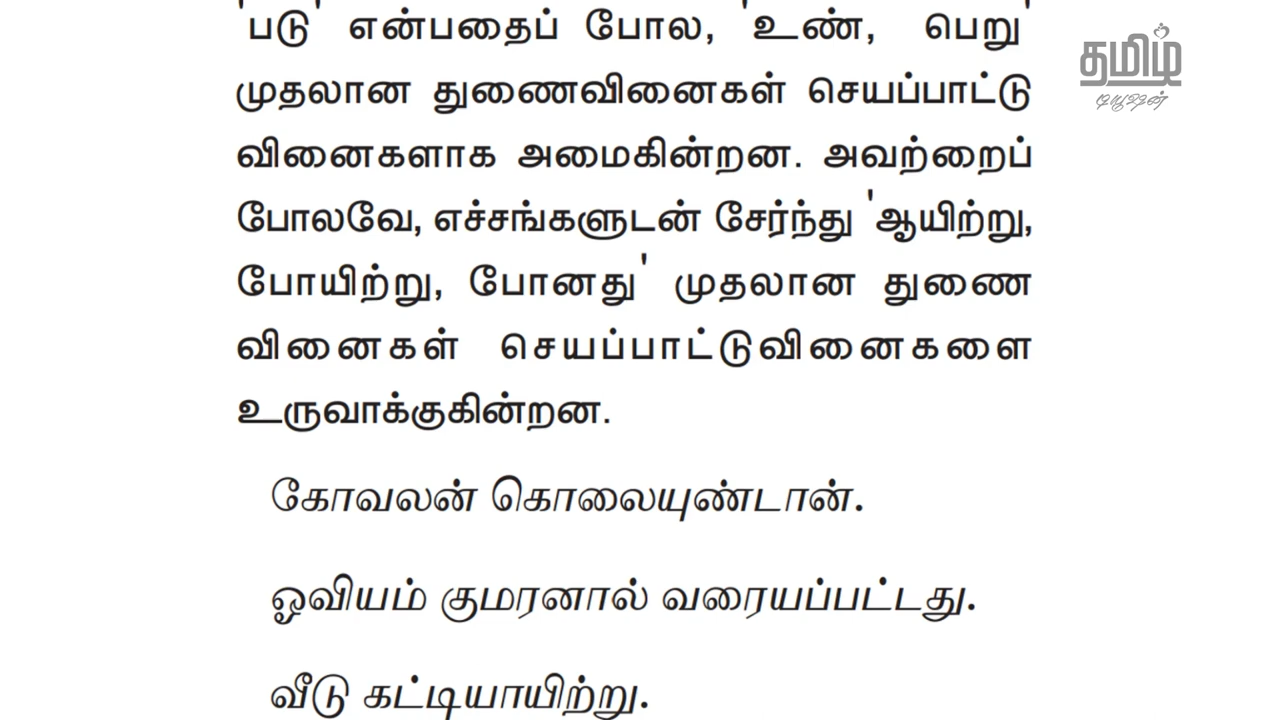 'படு' என்பதைப் போல, 'உண், பெறு'
முதலான துணைவினைகள் செயப்பாட்டு
வினைகளாக அமைகின்றன. அவற்றைப்
போலவே, எச்சங்களுடன் சேர்ந்து 'ஆயிற்று,
போயிற்று, போனது' முதலான துணை
வினைகள் செயப்பாட்டுவினைகளை
உருவாக்குகின்றன.
கோவலன் கொலையுண்டான்.
ஓவியம் குமரனால் வரையப்பட்டது.
வீடு கட்டியாயிற்று.
தமிழ்
டியூஷன்